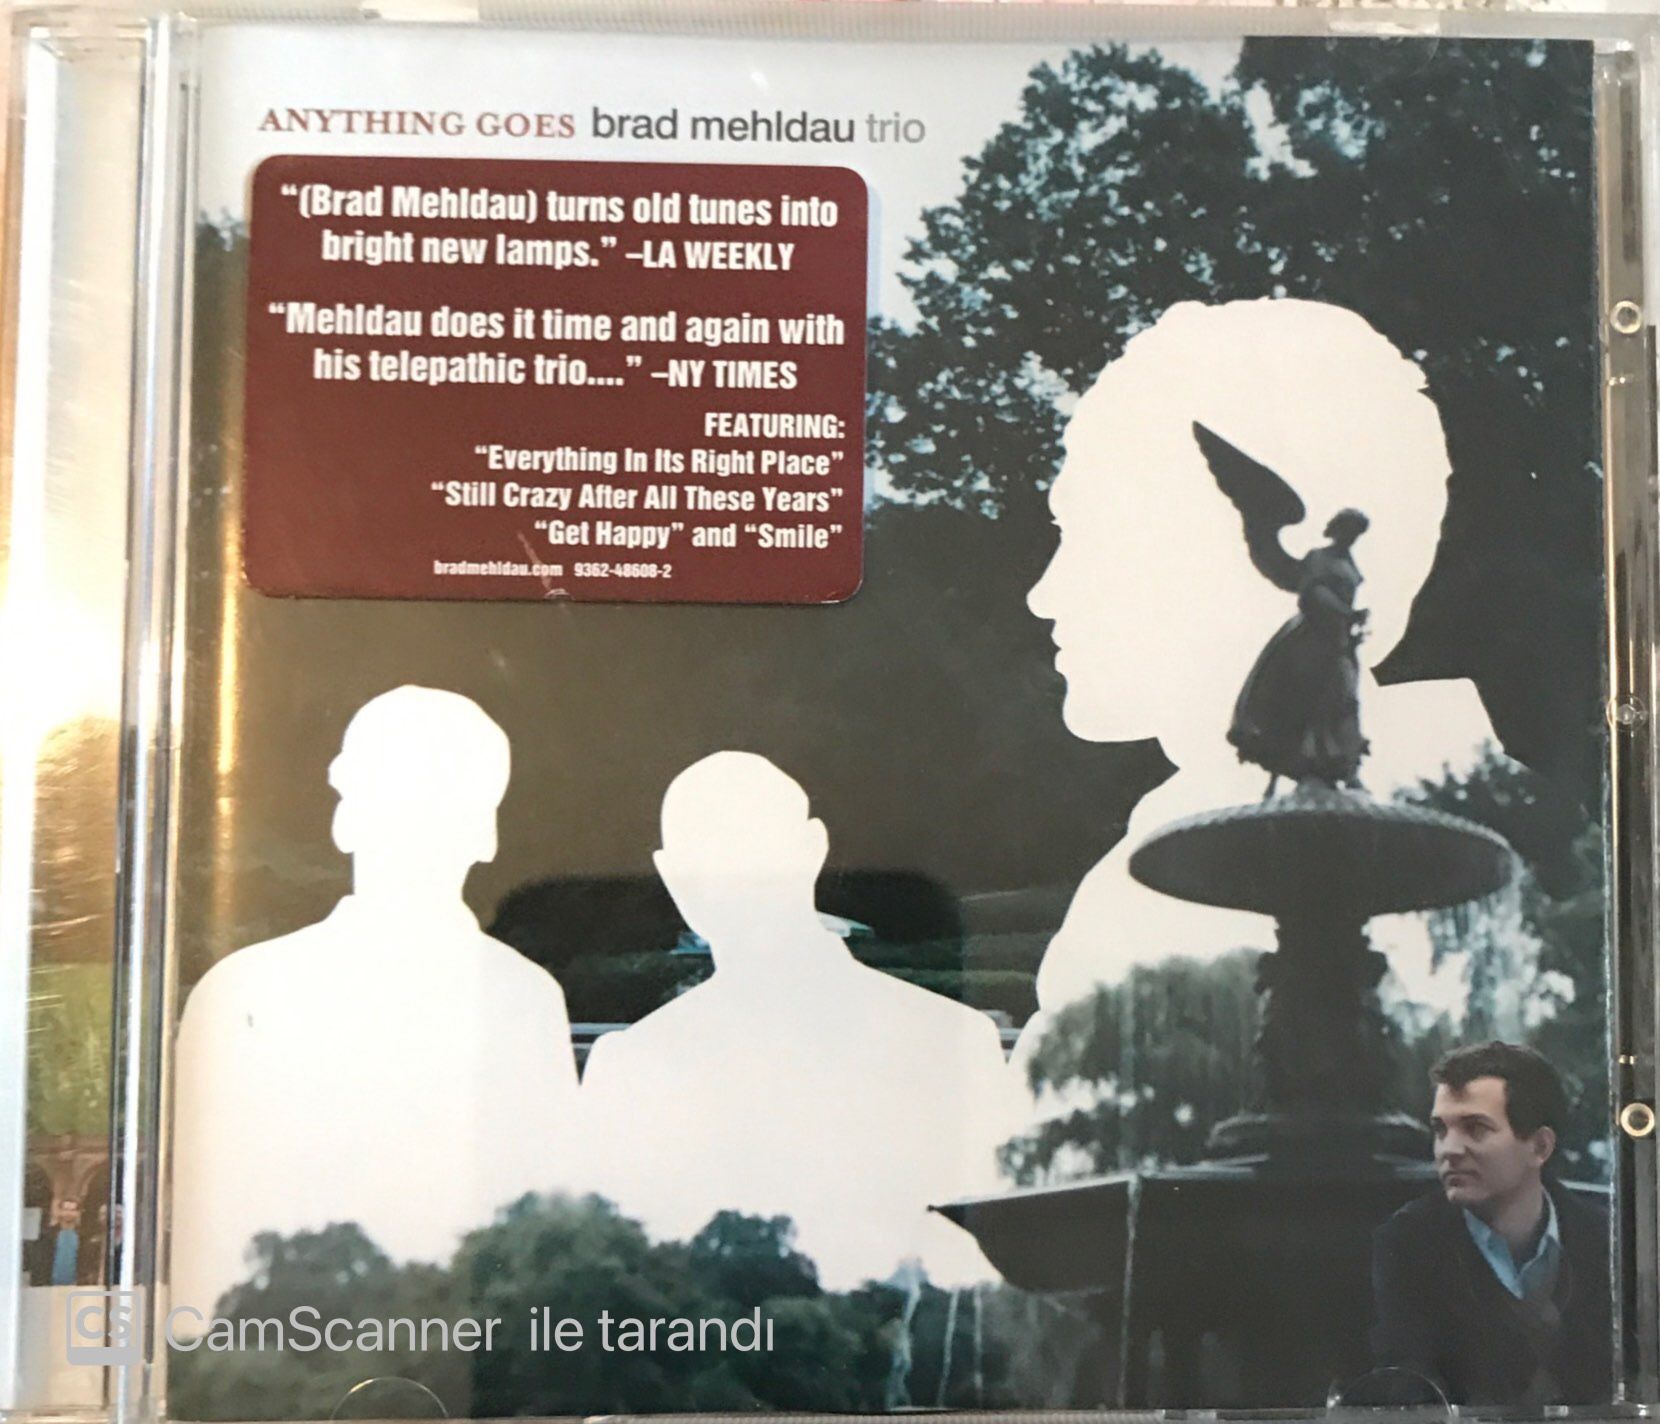 ANYTHING GOES brad mehldau trio
“(Brad Mehldau) turns old tunes into
bright new lamps.” –LA WEEKLY
“Mehldau does it time and again with
his telepathic trio....” –NY TIMES
FEATURING:
“Everything In Its Right Place”
“Still Crazy After All These Years”
“Get Happy” and “Smile”
bradmehldau.com 9362-48608-2
CS CamScanner ile tarandı